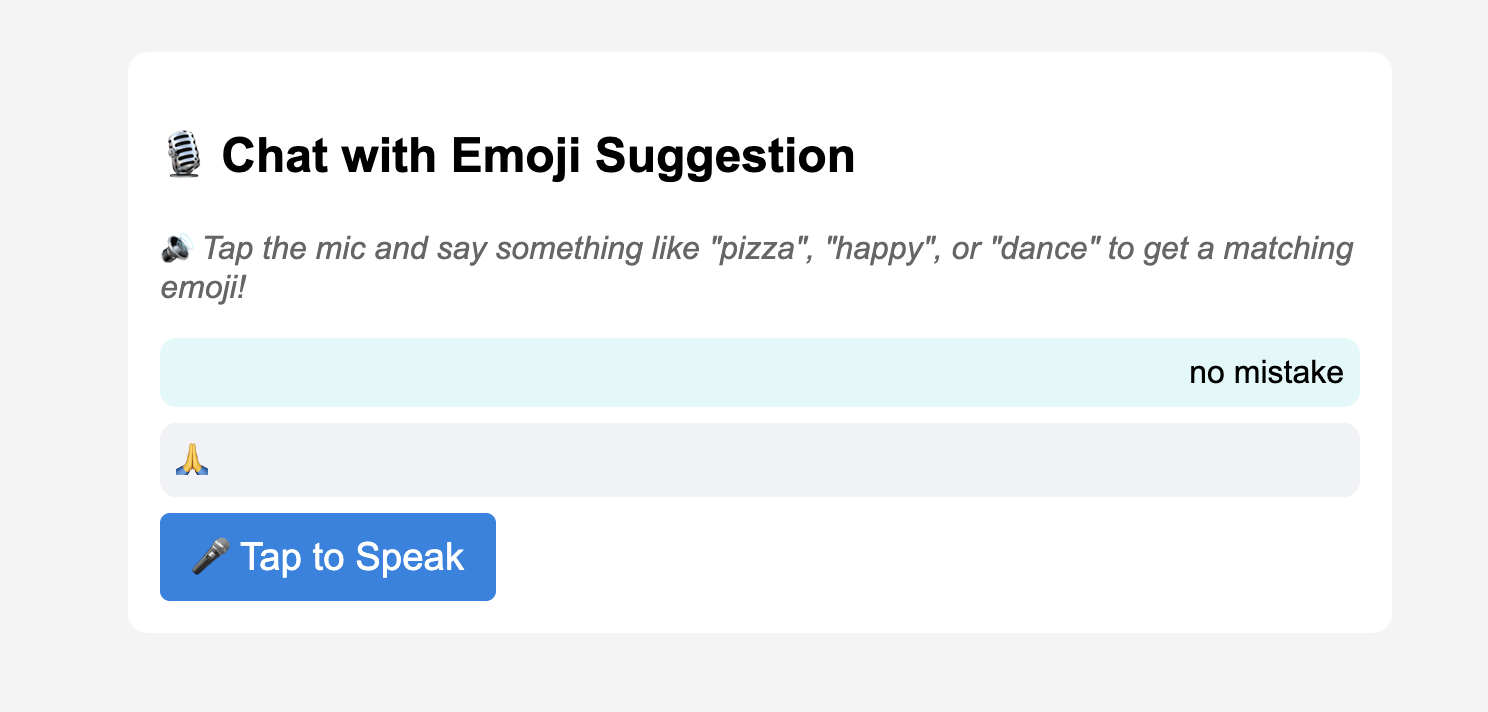 🎙️ Chat with Emoji Suggestion
🔊 Tap the mic and say something like "pizza", "happy", or "dance" to get a matching
emoji!
no mistake
🙏
🎤 Tap to Speak